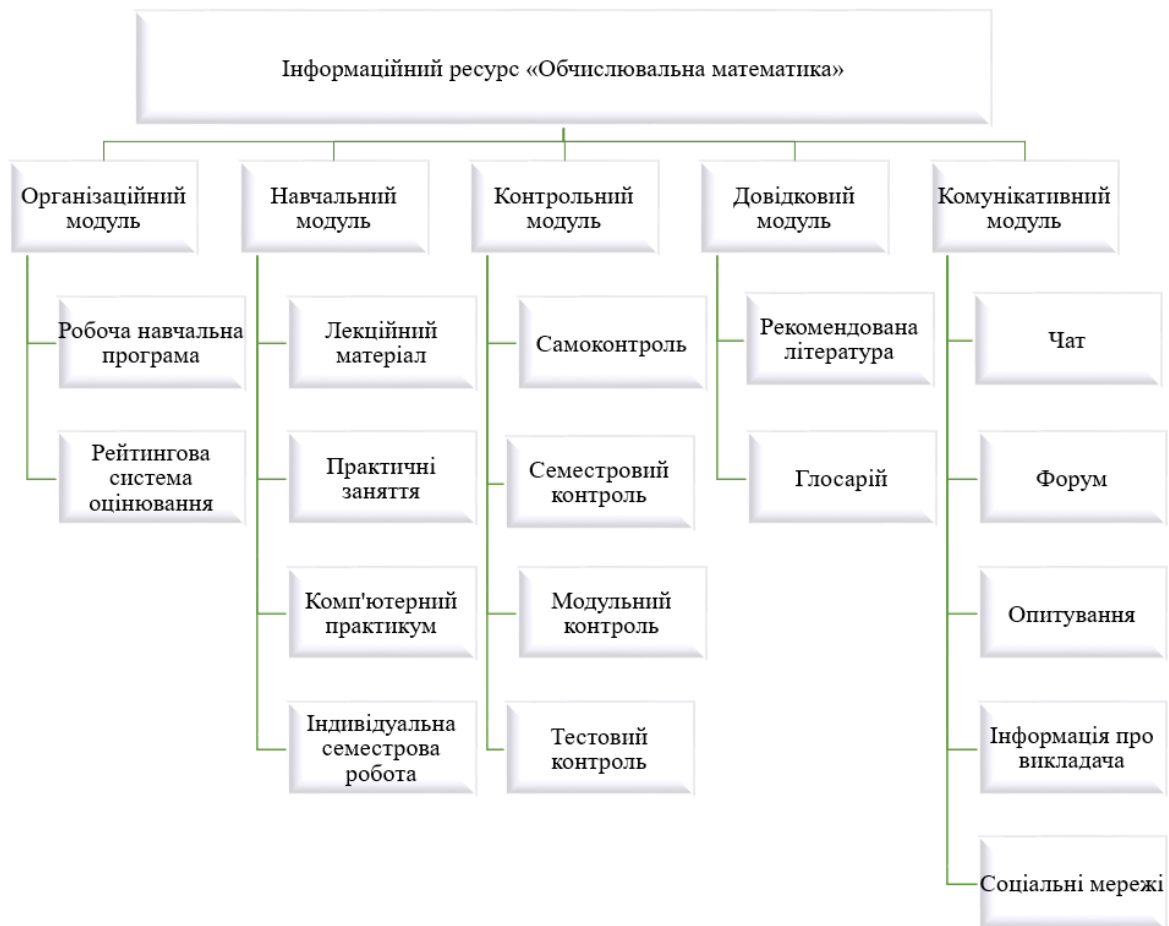 Інформаційний ресурс «Обчислювальна математика»
Організаційний
модуль
Робоча навчальна
програма
Рейтингова
система
оцінювання
Навчальний
модуль
Лекційний
матеріал
Практичні
заняття
Комп'ютерний
практикум
Індивідуальна
семестрова
робота
Контрольний
модуль
Самоконтроль
Семестровий
контроль
Модульний
контроль
Тестовий
контроль
Довідковий
модуль
Рекомендована
література
Глосарій
Комунікативний
модуль
Чат
Форум
Опитування
Інформація про
викладача
Соціальні мережі